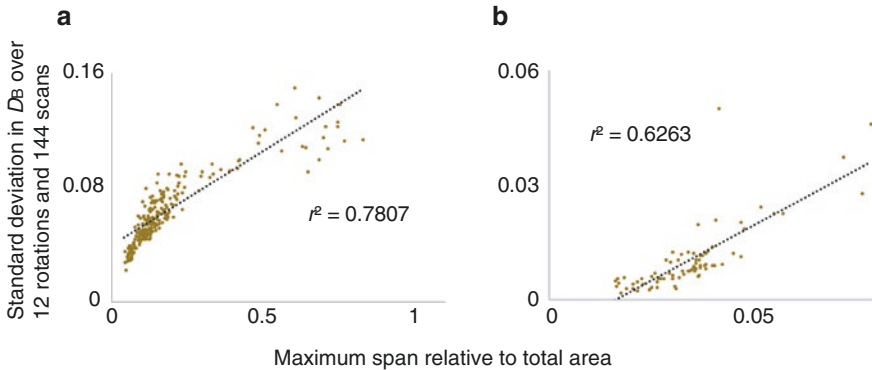 a
b
Standard deviation in DB over
12 rotations and 144 scans
0.16
0.08
0
r² = 0.7807
0
0.5
1
0.06
0.03
0
r² = 0.6263
0
0.05
Maximum span relative to total area